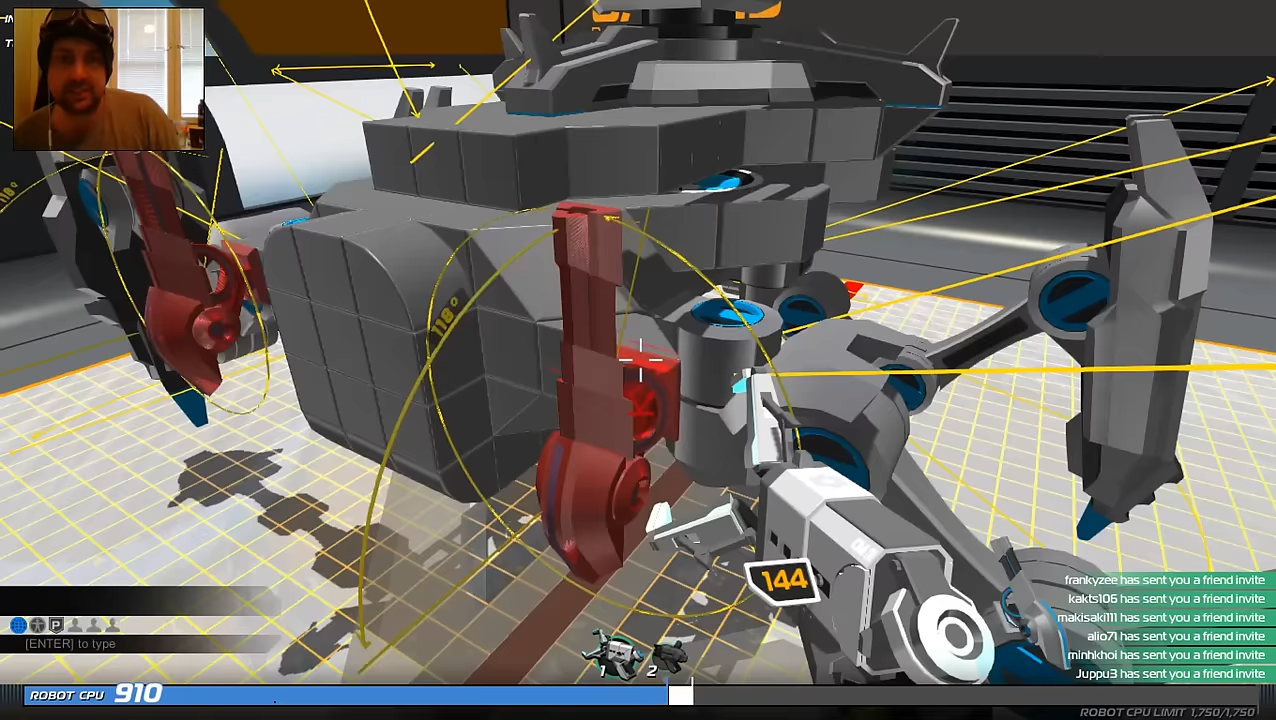 118°
118°
K
144
frankyzee has sent you a friend invite
kakts106 has sent you a friend invite
makisaki111 has sent you a friend invite
alio71 has sent you a friend invite
minhkhoi has sent you a friend invite
Juppu3 has sent you a friend invite
P
[ENTER] to type
1
2
ROBOT CPU 910
ROBOT CPU LIMIT 1,750/1,750